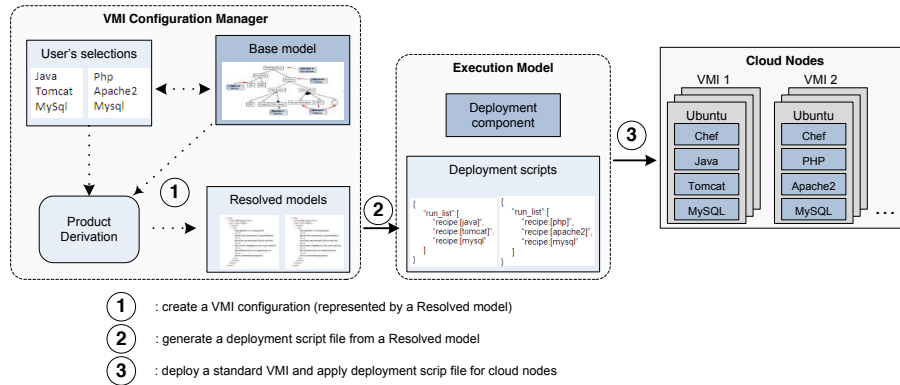 VMI Configuration Manager
User's selections
Java
Tomcat
MySql
Php
Apache2
Mysql
Base model
1
Product
Derivation
Resolved models
2
Execution Model
Deployment
component
Deployment scripts
{
"run_list":[
"recipe:[java]",
"recipe:[tomcat]",
"recipe:[mysql"
]
}
{
"run_list":[
"recipe:[php]",
"recipe:[apache2]",
"recipe:[mysql"
]
}
3
Cloud Nodes
VMI 1
Ubuntu
Chef
Java
Tomcat
MySQL
VMI 2
Ubuntu
Chef
PHP
Apache2
MySQL
...
1 : create a VMI configuration (represented by a Resolved model)
2 : generate a deployment script file from a Resolved model
3 : deploy a standard VMI and apply deployment scrip file for cloud nodes